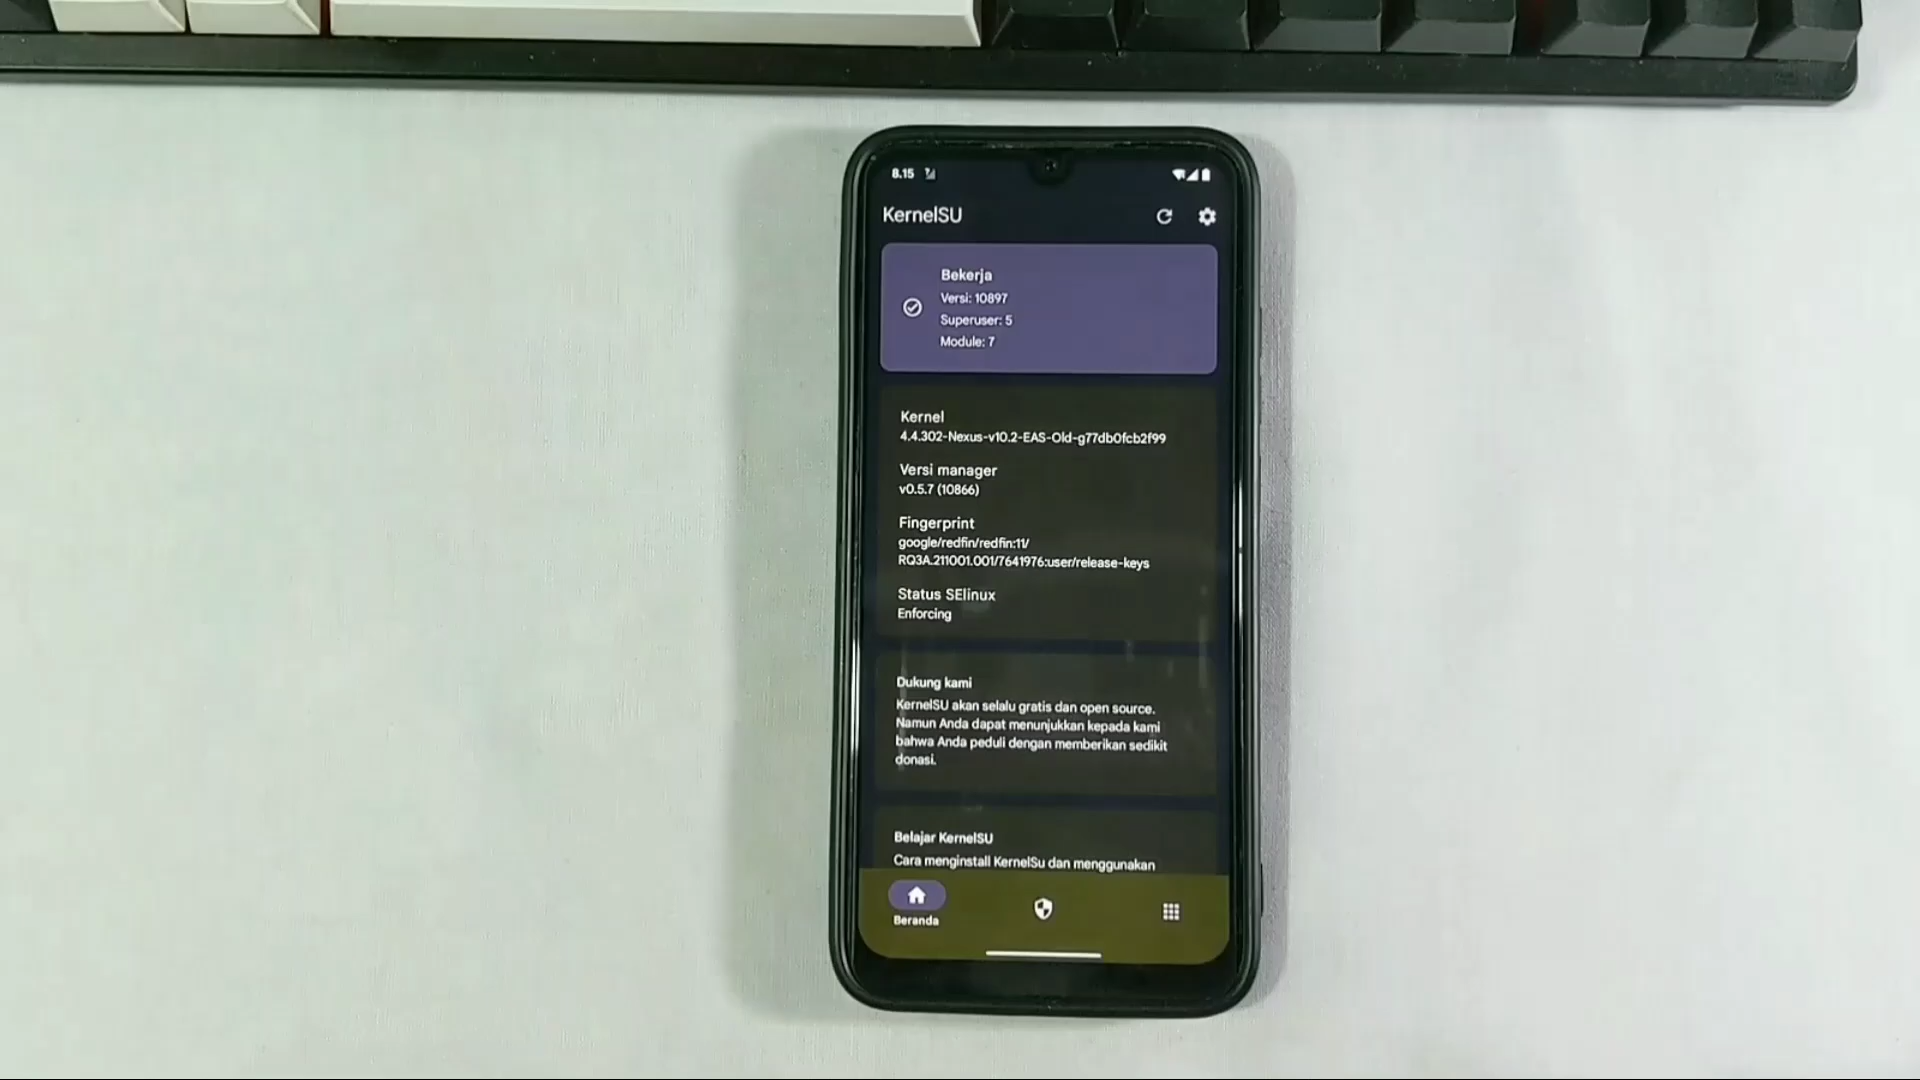 8.15
KernelSU
Bekerja
Versi: 10897
Superuser: 5
Module: 7
Kernel
4.4.302-Nexus-v10.2-EAS-Old-g77db0fcb2f99
Versi manager
v0.5.7 (10866)
Fingerprint
google/redfin/redfin:11/
RQ3A.211001.001/7641976:user/release-keys
Status SElinux
Enforcing
Dukung kami
KernelSU akan selalu gratis dan open source.
Namun Anda dapat menunjukkan kepada kami
bahwa Anda peduli dengan memberikan sedikit
donasi.
Belajar KernelSU
Cara menginstall KernelSu dan menggunakan
Beranda